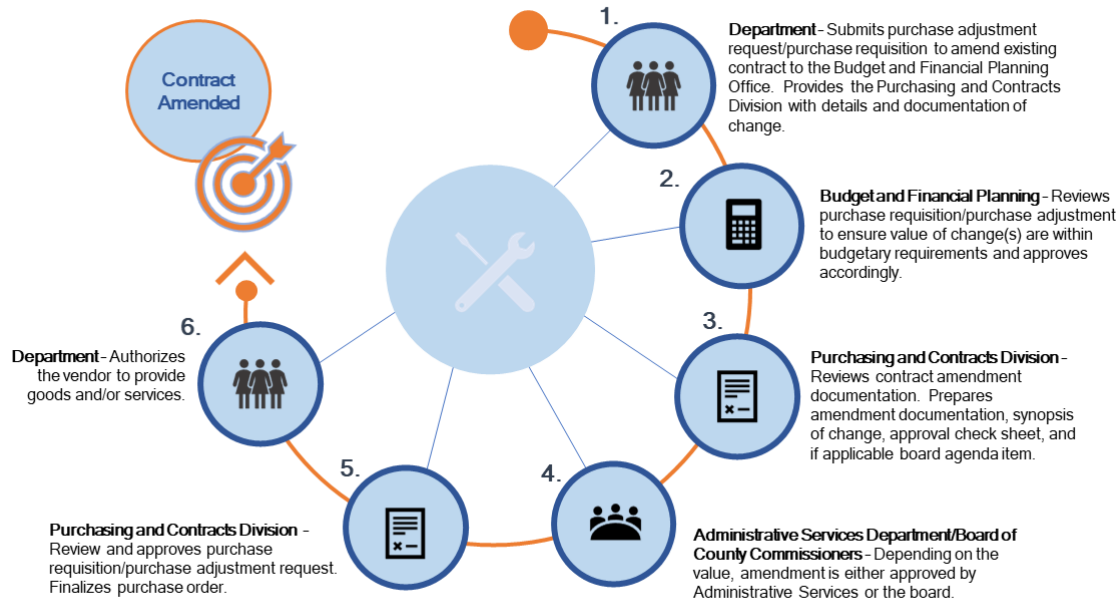 Contract
Amended
1.
Department - Submits purchase adjustment
request/purchase requisition to amend existing
contract to the Budget and Financial Planning
Office.  Provides the Purchasing and Contracts
Division with details and documentation of
change.
2.
Budget and Financial Planning - Reviews
purchase requisition/purchase adjustment
to ensure value of change(s) are within
budgetary requirements and approves
accordingly.
3.
Purchasing and Contracts Division -
Reviews contract amendment
documentation.  Prepares
amendment documentation, synopsis
of change, approval check sheet, and
if applicable board agenda item.
4.
Administrative Services Department/Board of
County Commissioners - Depending on the
value, amendment is either approved by
Administrative Services or the board.
5.
Purchasing and Contracts Division -
Review and approves purchase
requisition/purchase adjustment request.
Finalizes purchase order.
6.
Department - Authorizes
the vendor to provide
goods and/or services.